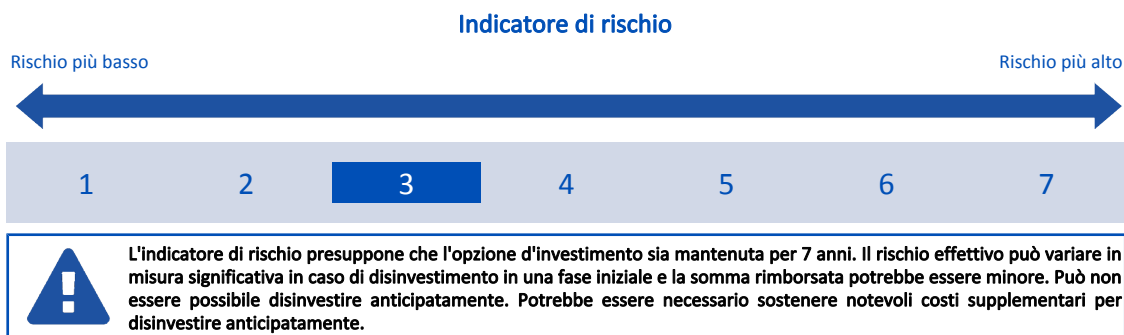 Indicatore di rischio
Rischio più basso Rischio più alto
1 2 3 4 5 6 7
L'indicatore di rischio presuppone che l'opzione d'investimento sia mantenuta per 7 anni. Il rischio effettivo può variare in
misura significativa in caso di disinvestimento in una fase iniziale e la somma rimborsata potrebbe essere minore. Può non
essere possibile disinvestire anticipatamente. Potrebbe essere necessario sostenere notevoli costi supplementari per
disinvestire anticipatamente.